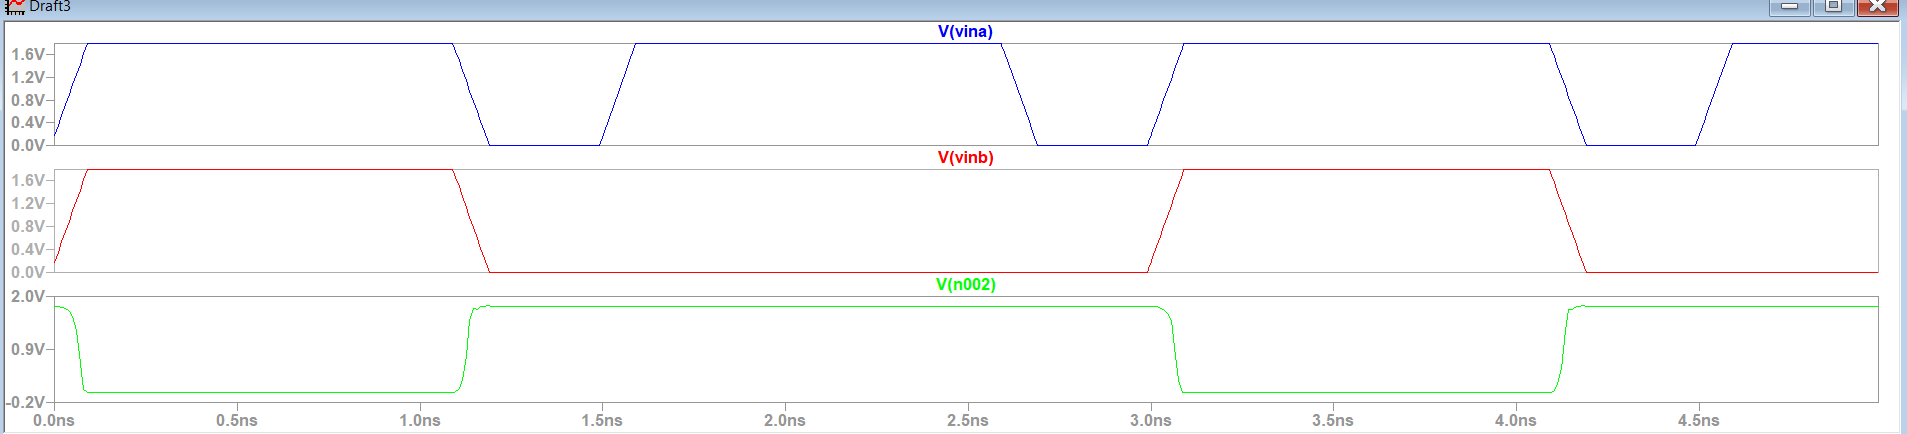 Draft3
V(vina)
1.6V
1.2V
0.8V
0.4V
0.0V
V(vinb)
1.6V
1.2V
0.8V
0.4V
0.0V
V(n002)
2.0V
0.9V
-0.2V
0.0ns 0.5ns 1.0ns 1.5ns 2.0ns 2.5ns 3.0ns 3.5ns 4.0ns 4.5ns